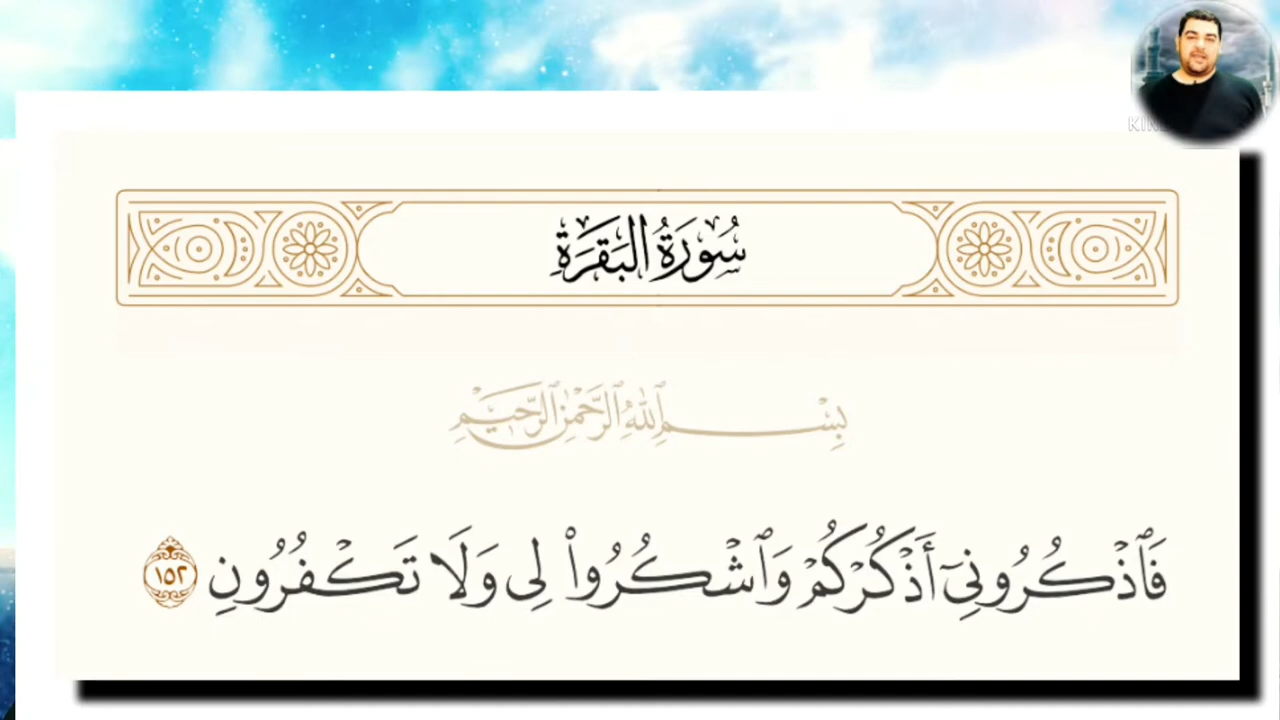 سُورَةُ البَقَرَةِ
بِسْمِ ٱللَّهِ ٱلرَّحْمَٰنِ ٱلرَّحِيمِ
فَٱذْكُرُونِىٓ أَذْكُرْكُمْ وَٱشْكُرُوا۟ لِى وَلَا تَكْفُرُونِ ١٥٢